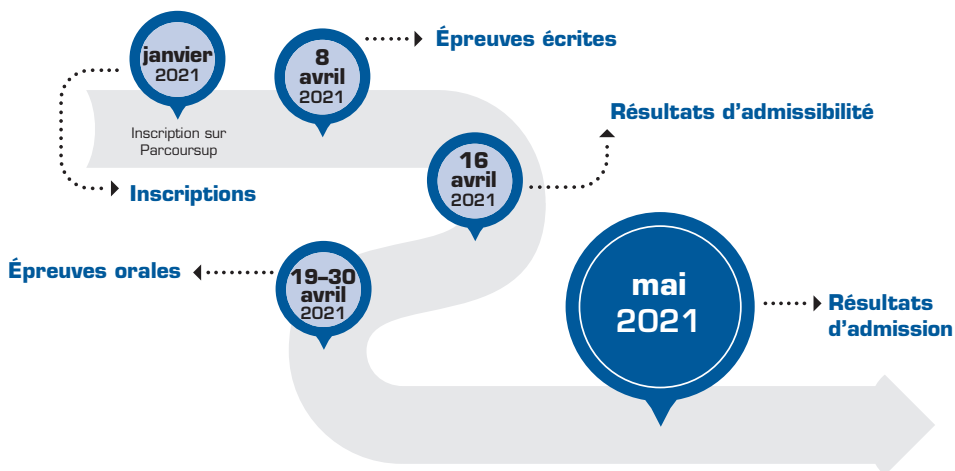 janvier
2021
Inscription sur
Parcoursup
Inscriptions
8
avril
2021
Épreuves écrites
16
avril
2021
Résultats d'admissibilité
19–30
avril
2021
Épreuves orales
mai
2021
Résultats
d'admission